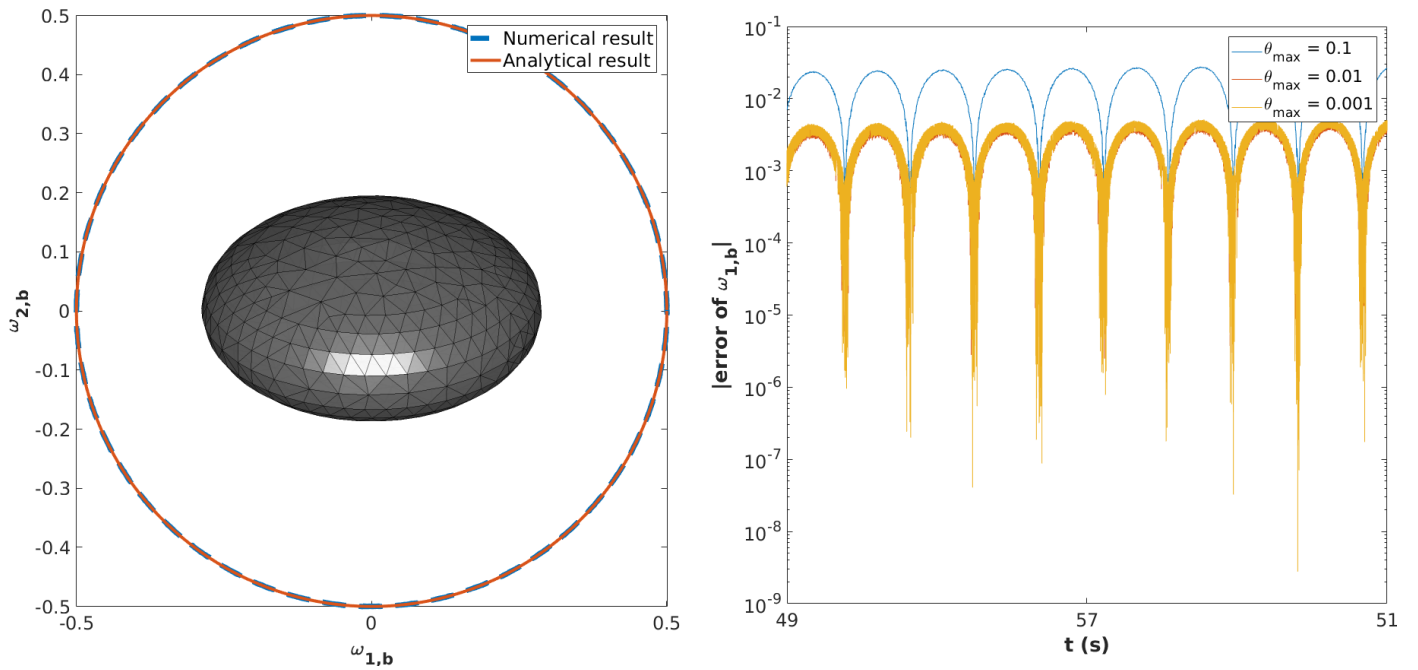 0.5
0.4
0.3
0.2
0.1
0
-0.1
-0.2
-0.3
-0.4
-0.5
ω2,b
-0.5
0
0.5
ω1,b
Numerical result
Analytical result
10-1
10-2
10-3
10-4
10-5
10-6
10-7
10-8
10-9
|error of ω1,b|
49
57
51
t (s)
θmax = 0.1
θmax = 0.01
θmax = 0.001